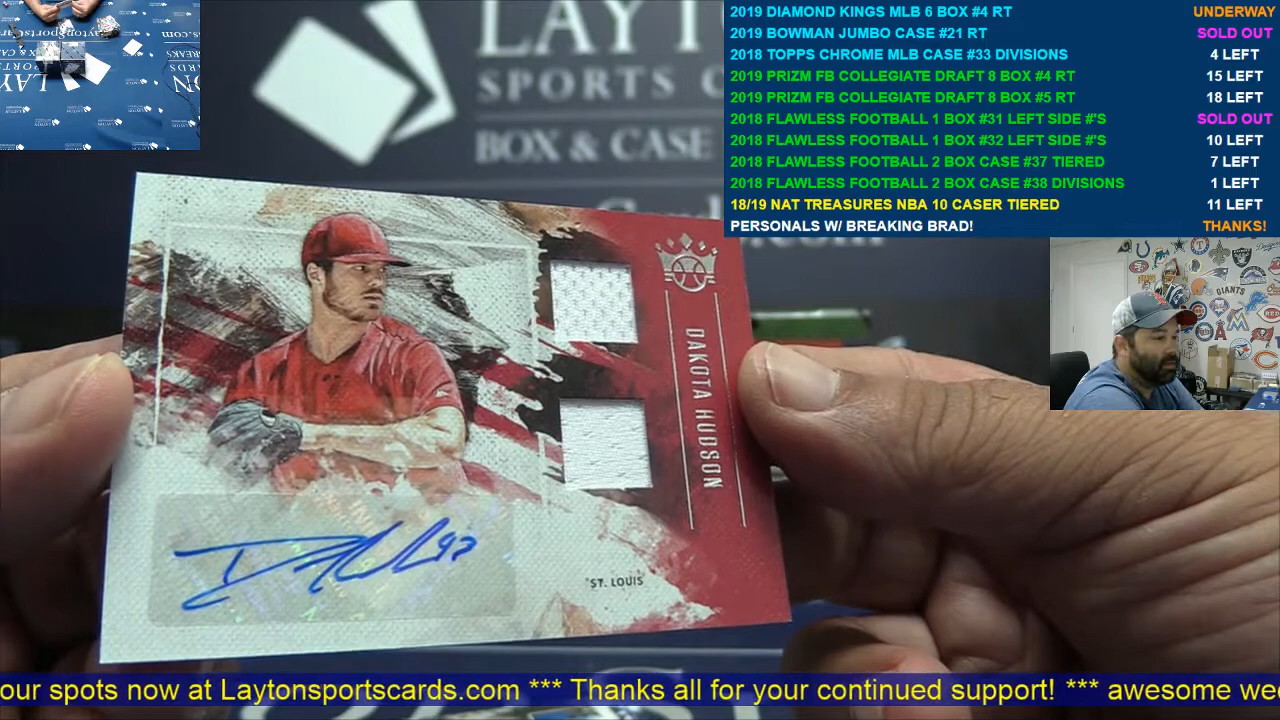 2019 DIAMOND KINGS MLB 6 BOX #4 RT UNDERWAY
2019 BOWMAN JUMBO CASE #21 RT SOLD OUT
2018 TOPPS CHROME MLB CASE #33 DIVISIONS 4 LEFT
2019 PRIZM FB COLLEGIATE DRAFT 8 BOX #4 RT 15 LEFT
2019 PRIZM FB COLLEGIATE DRAFT 8 BOX #5 RT 18 LEFT
2018 FLAWLESS FOOTBALL 1 BOX #31 LEFT SIDE #'S SOLD OUT
2018 FLAWLESS FOOTBALL 1 BOX #32 LEFT SIDE #'S 10 LEFT
2018 FLAWLESS FOOTBALL 2 BOX CASE #37 TIERED 7 LEFT
2018 FLAWLESS FOOTBALL 2 BOX CASE #38 DIVISIONS 1 LEFT
18/19 NAT TREASURES NBA 10 CASER TIERED 11 LEFT
PERSONALS W/ BREAKING BRAD! THANKS!
LAYT
SPORTS C
BOX & CASE
GIANTS
DAKOTA HUDSON
ST. LOUIS
our spots now at Laytonsportscards.com *** Thanks all for your continued support! *** awesome wee